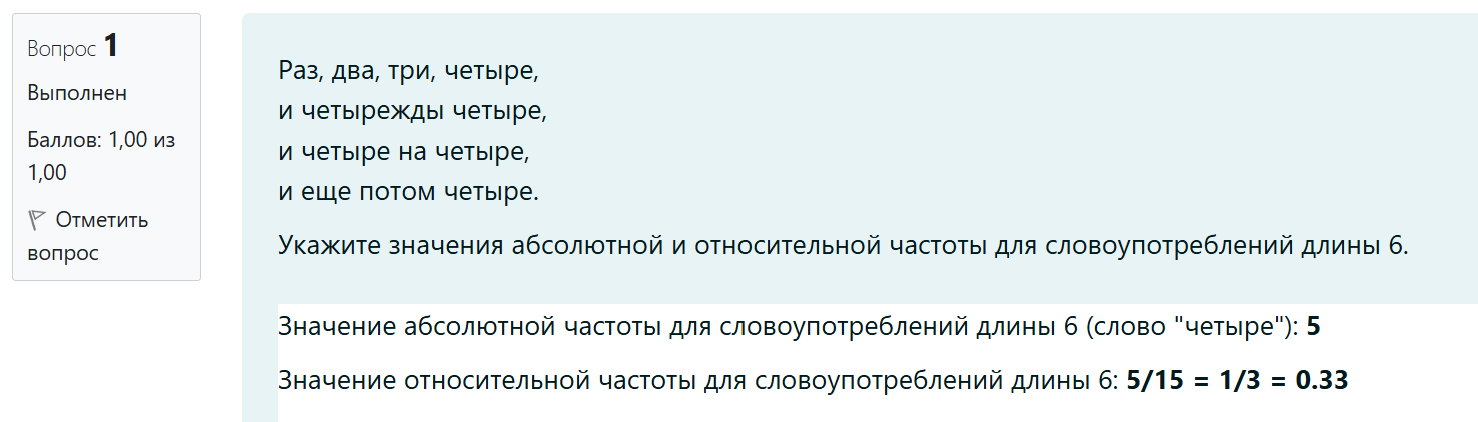 Вопрос 1
Выполнен
Баллов: 1,00 из
1,00
Отметить
вопрос
Раз, два, три, четыре,
и четырежды четыре,
и четыре на четыре,
и еще потом четыре.
Укажите значения абсолютной и относительной частоты для словоупотреблений длины 6.
Значение абсолютной частоты для словоупотреблений длины 6 (слово "четыре"): 5
Значение относительной частоты для словоупотреблений длины 6: 5/15 = 1/3 = 0.33